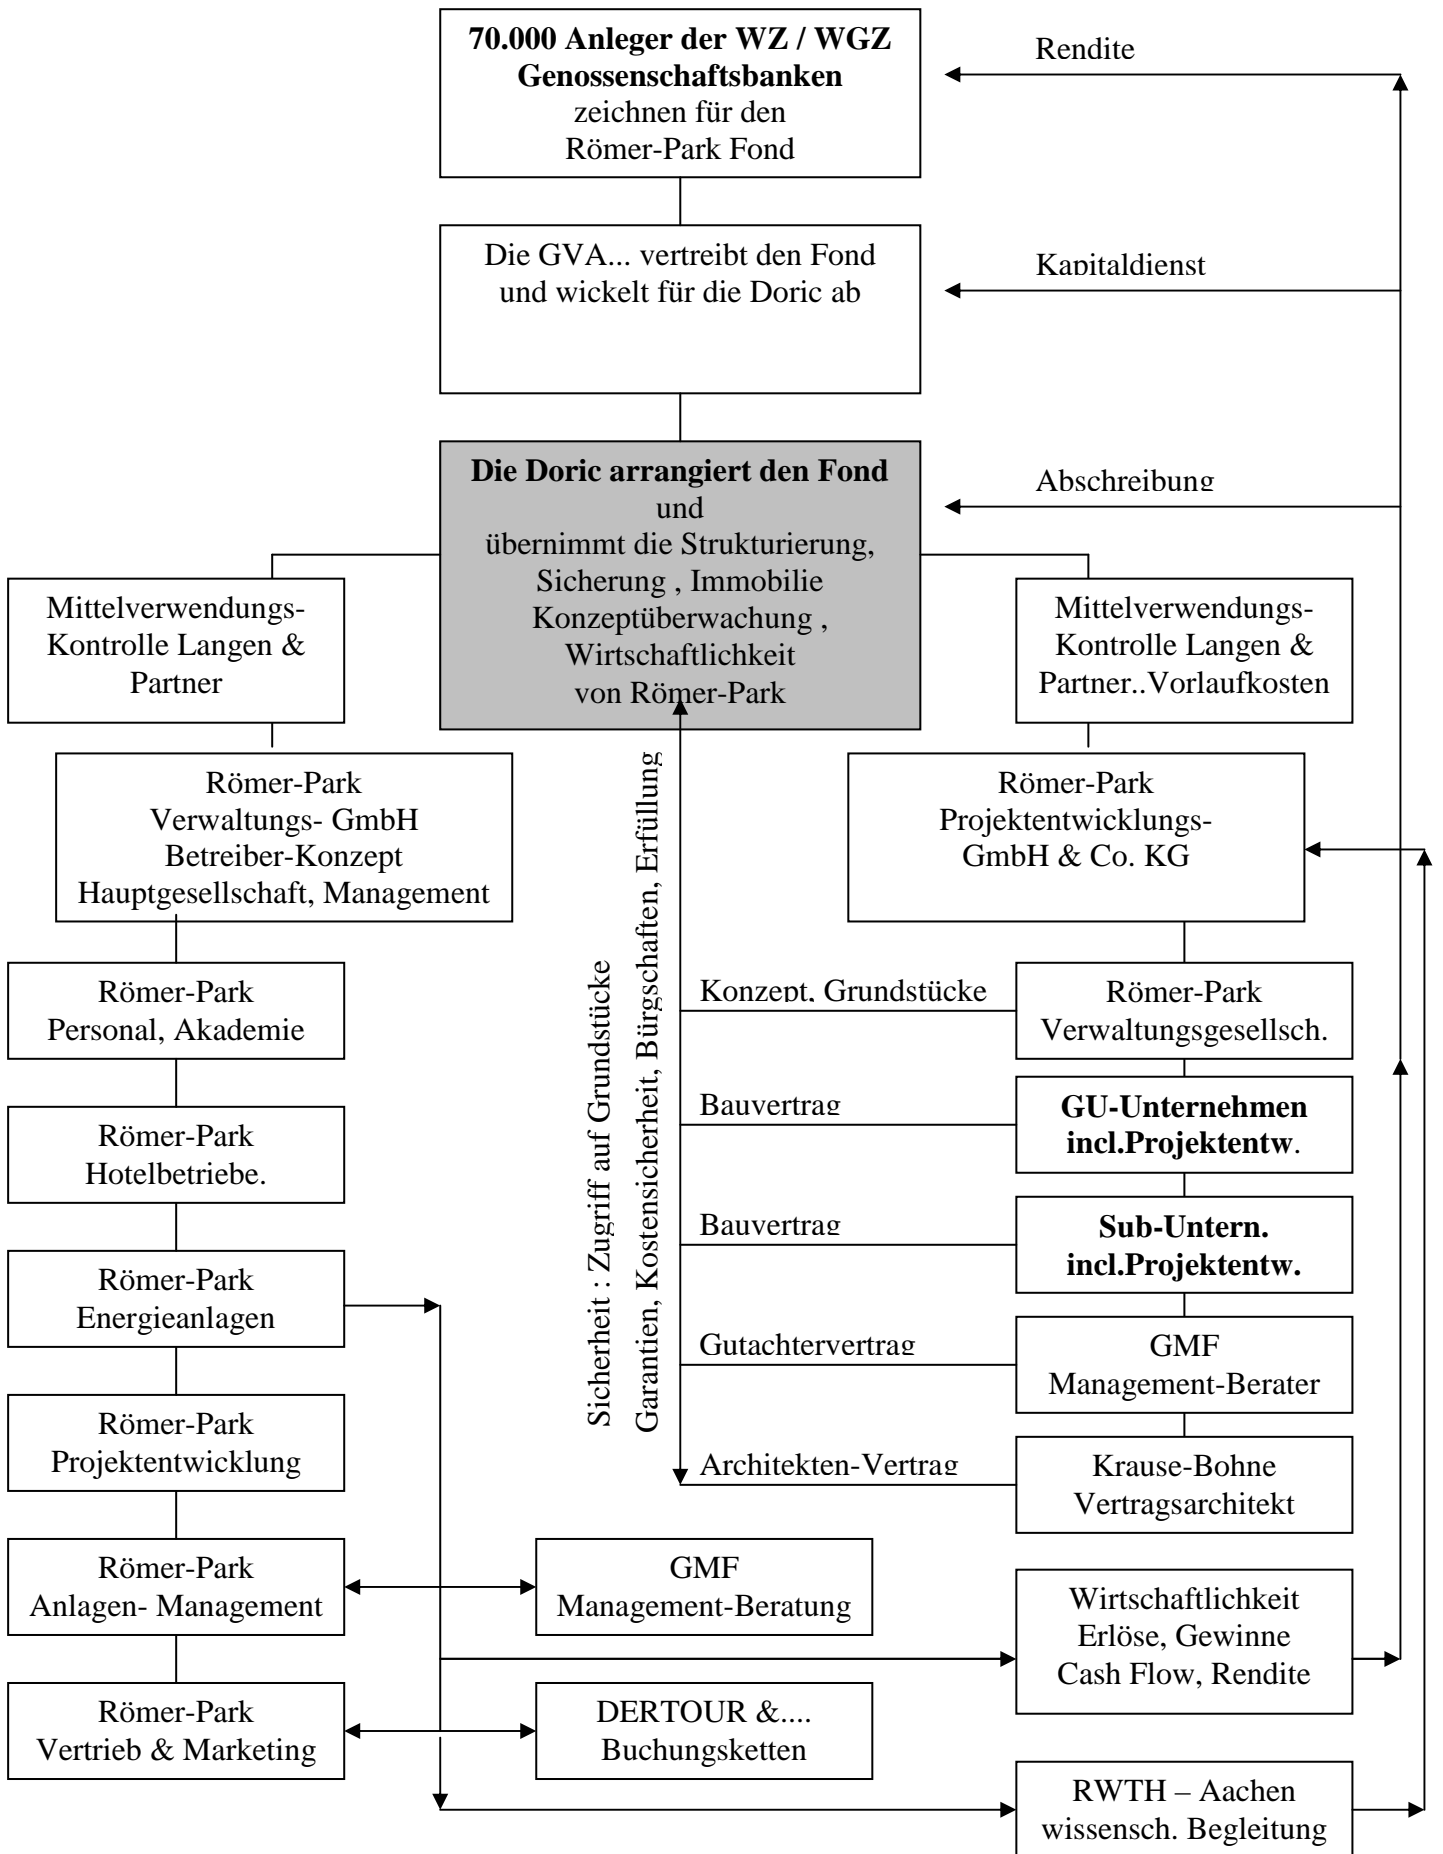 70.000 Anleger der WZ / WGZ
Genossenschaftsbanken
zeichnen für den
Römer-Park Fond
Rendite
Die GVA... vertreibt den Fond
und wickelt für die Doric ab
Kapitaldienst
Die Doric arrangiert den Fond
und
übernimmt die Strukturierung,
Sicherung , Immobilie
Konzeptüberwachung ,
Wirtschaftlichkeit
von Römer-Park
Abschreibung
Mittelverwendungs-
Kontrolle Langen &
Partner
Mittelverwendungs-
Kontrolle Langen &
Partner..Vorlaufkosten
Römer-Park
Verwaltungs- GmbH
Betreiber-Konzept
Hauptgesellschaft, Management
Römer-Park
Projektentwicklungs-
GmbH & Co. KG
Sicherheit : Zugriff auf Grundstücke
Garantien, Kostensicherheit, Bürgschaften, Erfüllung
Römer-Park
Personal, Akademie
Konzept, Grundstücke
Römer-Park
Verwaltungsgesellsch.
Römer-Park
Hotelbetriebe.
Bauvertrag
GU-Unternehmen
incl.Projektentw.
Römer-Park
Energieanlagen
Bauvertrag
Sub-Untern.
incl.Projektentw.
Römer-Park
Projektentwicklung
Gutachtervertrag
GMF
Management-Berater
Architekten-Vertrag
Krause-Bohne
Vertragsarchitekt
Römer-Park
Anlagen- Management
GMF
Management-Beratung
Wirtschaftlichkeit
Erlöse, Gewinne
Cash Flow, Rendite
Römer-Park
Vertrieb & Marketing
DERTOUR &....
Buchungsketten
RWTH – Aachen
wissensch. Begleitung